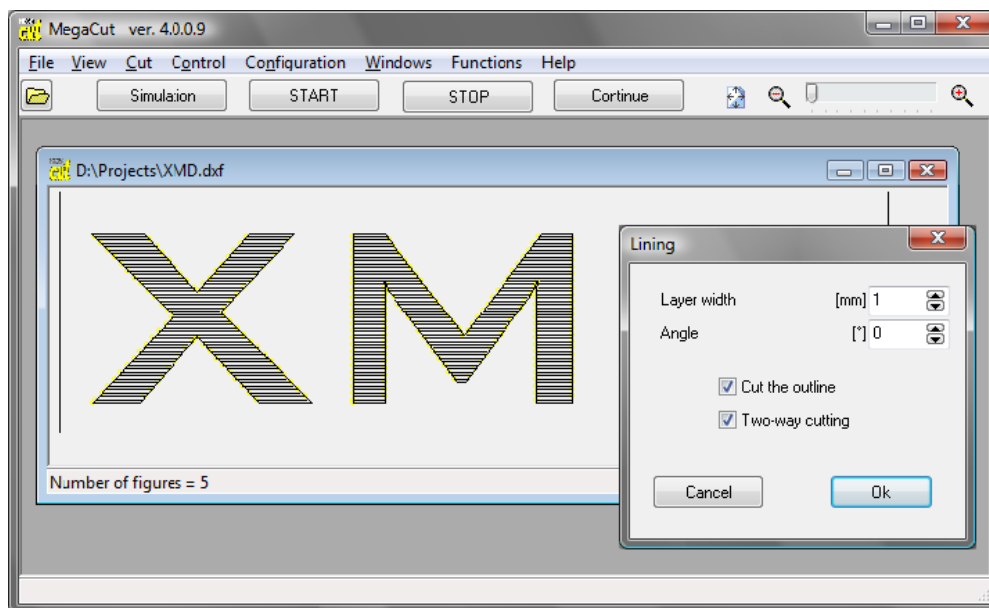 MegaCut ver. 4.0.0.9
File View Cut Control Configuration Windows Functions Help
Simulation START STOP Continue
D:\Projects\XMD.dxf
XM
Lining
Layer width [mm] 1
Angle [°] 0
Cut the outline
Two-way cutting
Cancel Ok
Number of figures = 5